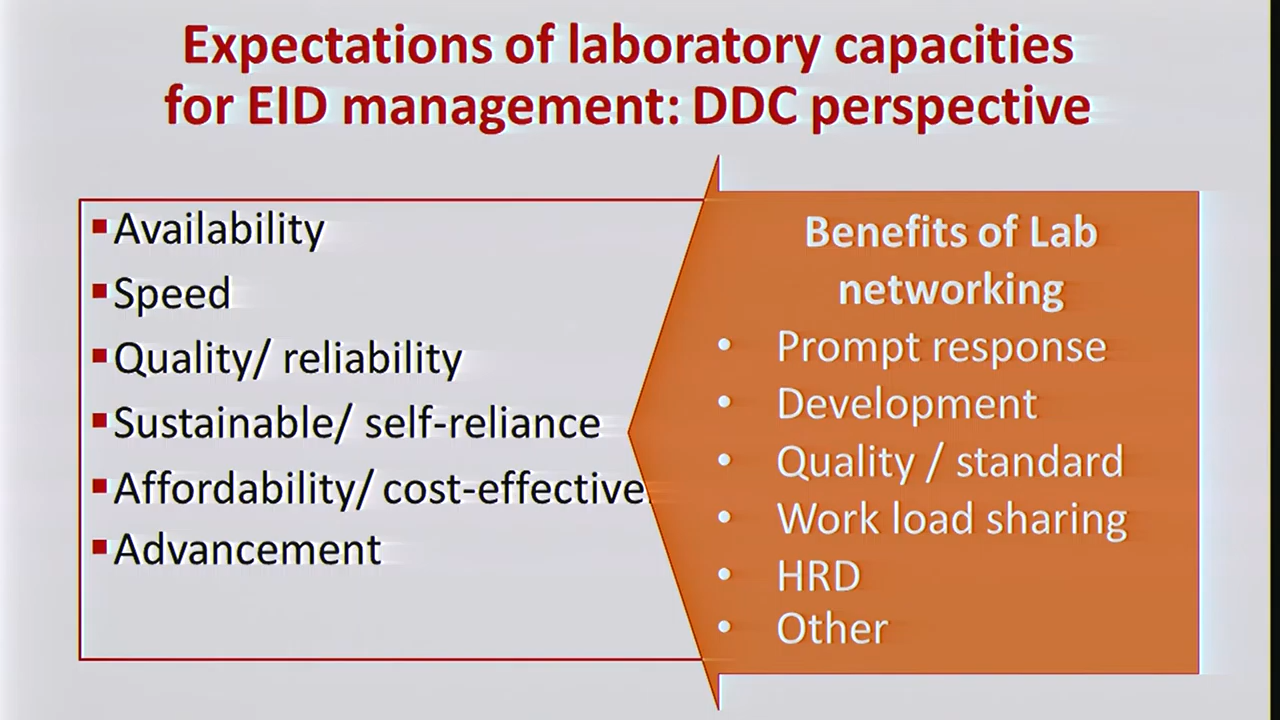 Expectations of laboratory capacities
for EID management: DDC perspective
Availability
Speed
Quality/ reliability
Sustainable/ self-reliance
Affordability/ cost-effective
Advancement
Benefits of Lab
networking
• Prompt response
• Development
• Quality / standard
• Work load sharing
• HRD
• Other